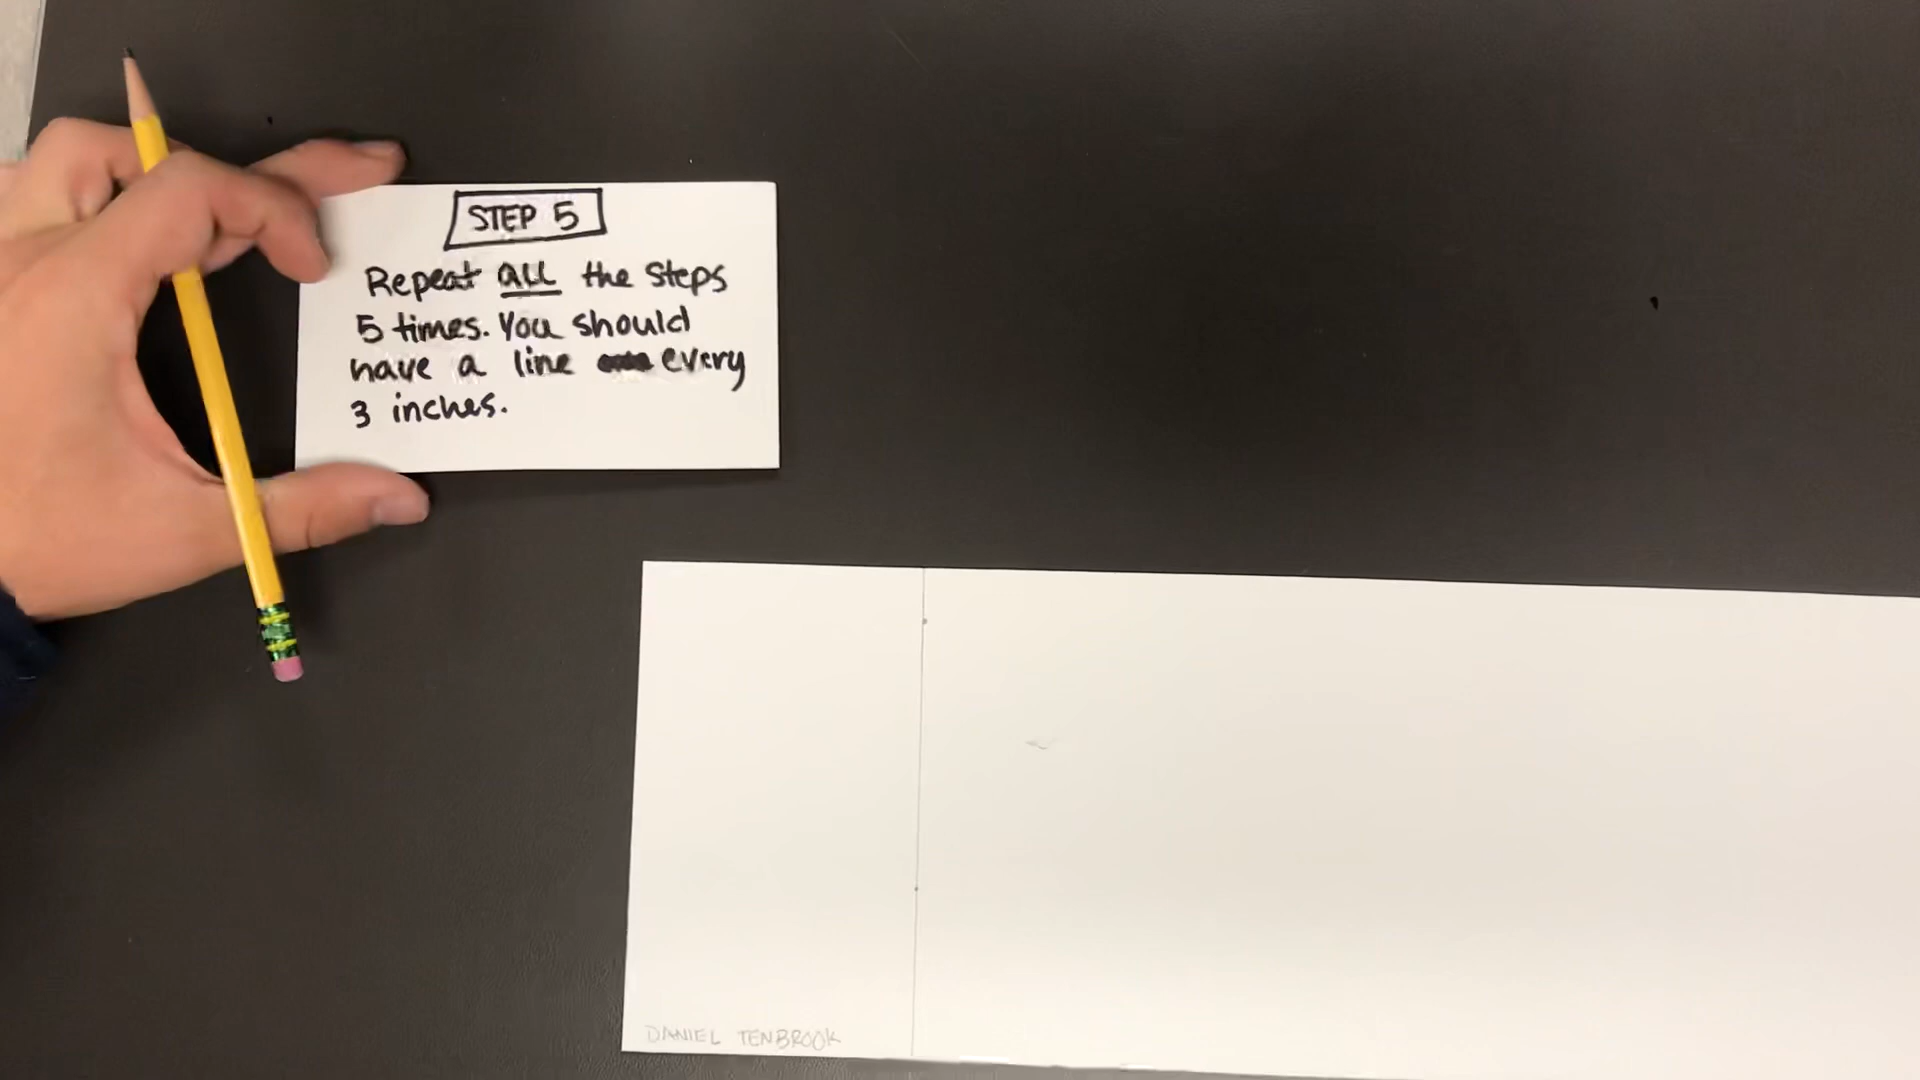 STEP 5
Repeat ALL the steps
5 times. You should
have a line every
3 inches.
DANIEL TENBROOK